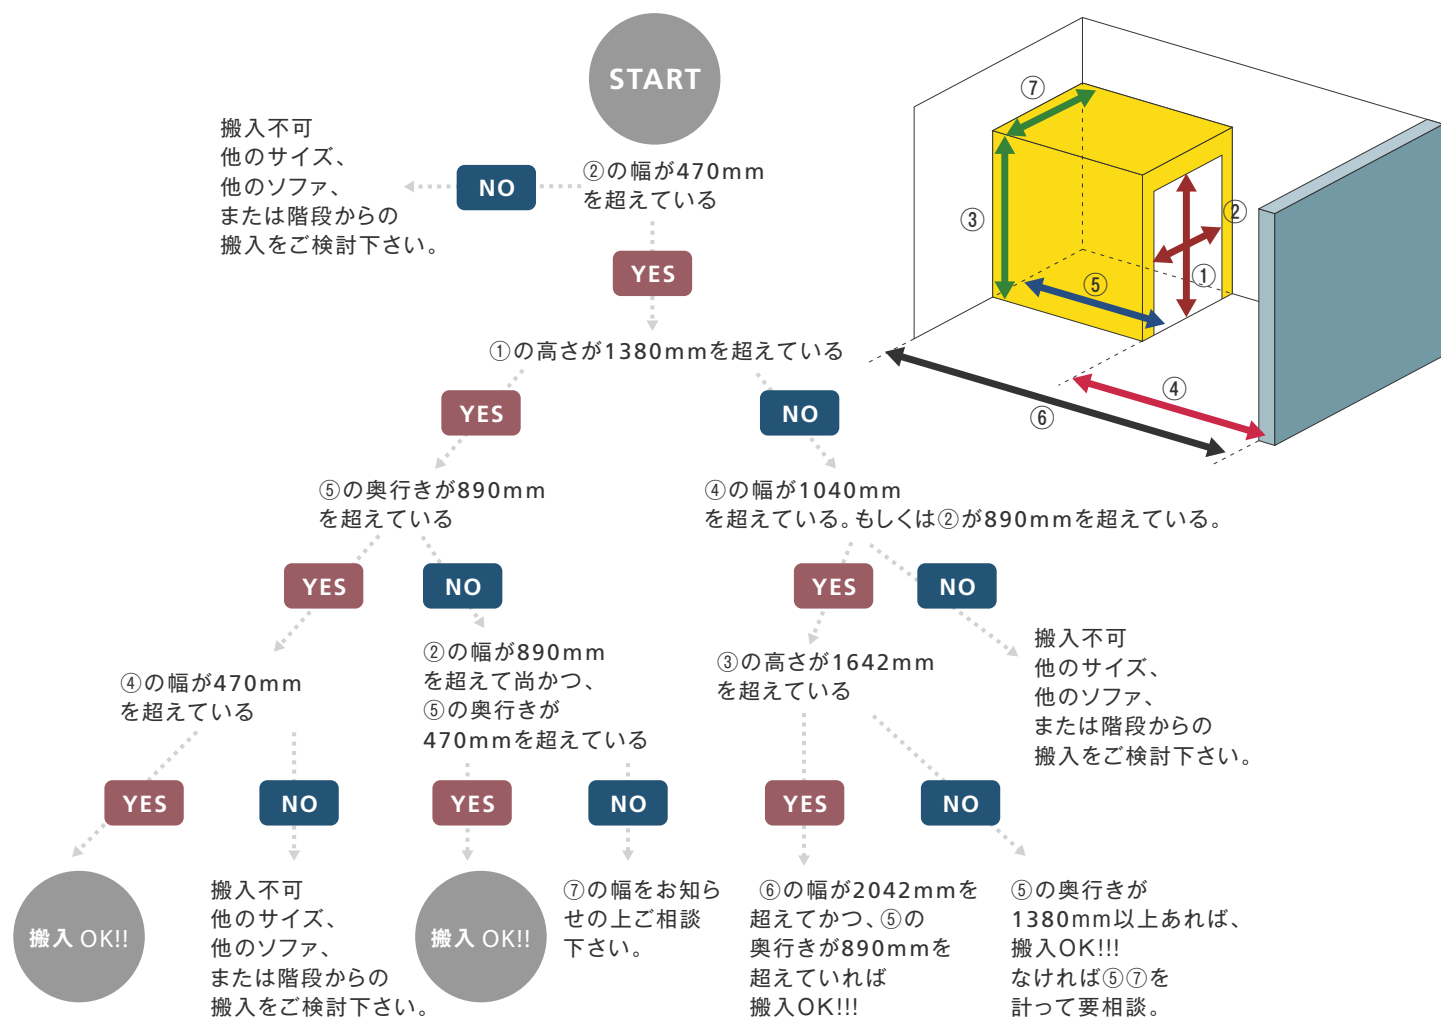 START
②の幅が470mm
を超えている
NO
搬入不可
他のサイズ、
他のソファ、
または階段からの
搬入をご検討下さい。
YES
①の高さが1380mmを超えている
YES
NO
⑤の奥行きが890mm
を超えている
④の幅が1040mm
を超えている。もしくは②が890mmを超えている。
YES
NO
YES
NO
④の幅が470mm
を超えている
②の幅が890mm
を超えて尚かつ、
⑤の奥行きが
470mmを超えている
③の高さが1642mm
を超えている
搬入不可
他のサイズ、
他のソファ、
または階段からの
搬入をご検討下さい。
YES
NO
YES
NO
YES
NO
搬入 OK!!
搬入不可
他のサイズ、
他のソファ、
または階段からの
搬入をご検討下さい。
搬入 OK!!
⑦の幅をお知ら
せの上ご相談
下さい。
⑥の幅が2042mmを
超えてかつ、⑤の
奥行きが890mmを
超えていれば
搬入OK!!!
⑤の奥行きが
1380mm以上あれば、
搬入OK!!!
なければ⑤⑦を
計って要相談。
⑦
③
②
①
⑤
④
⑥